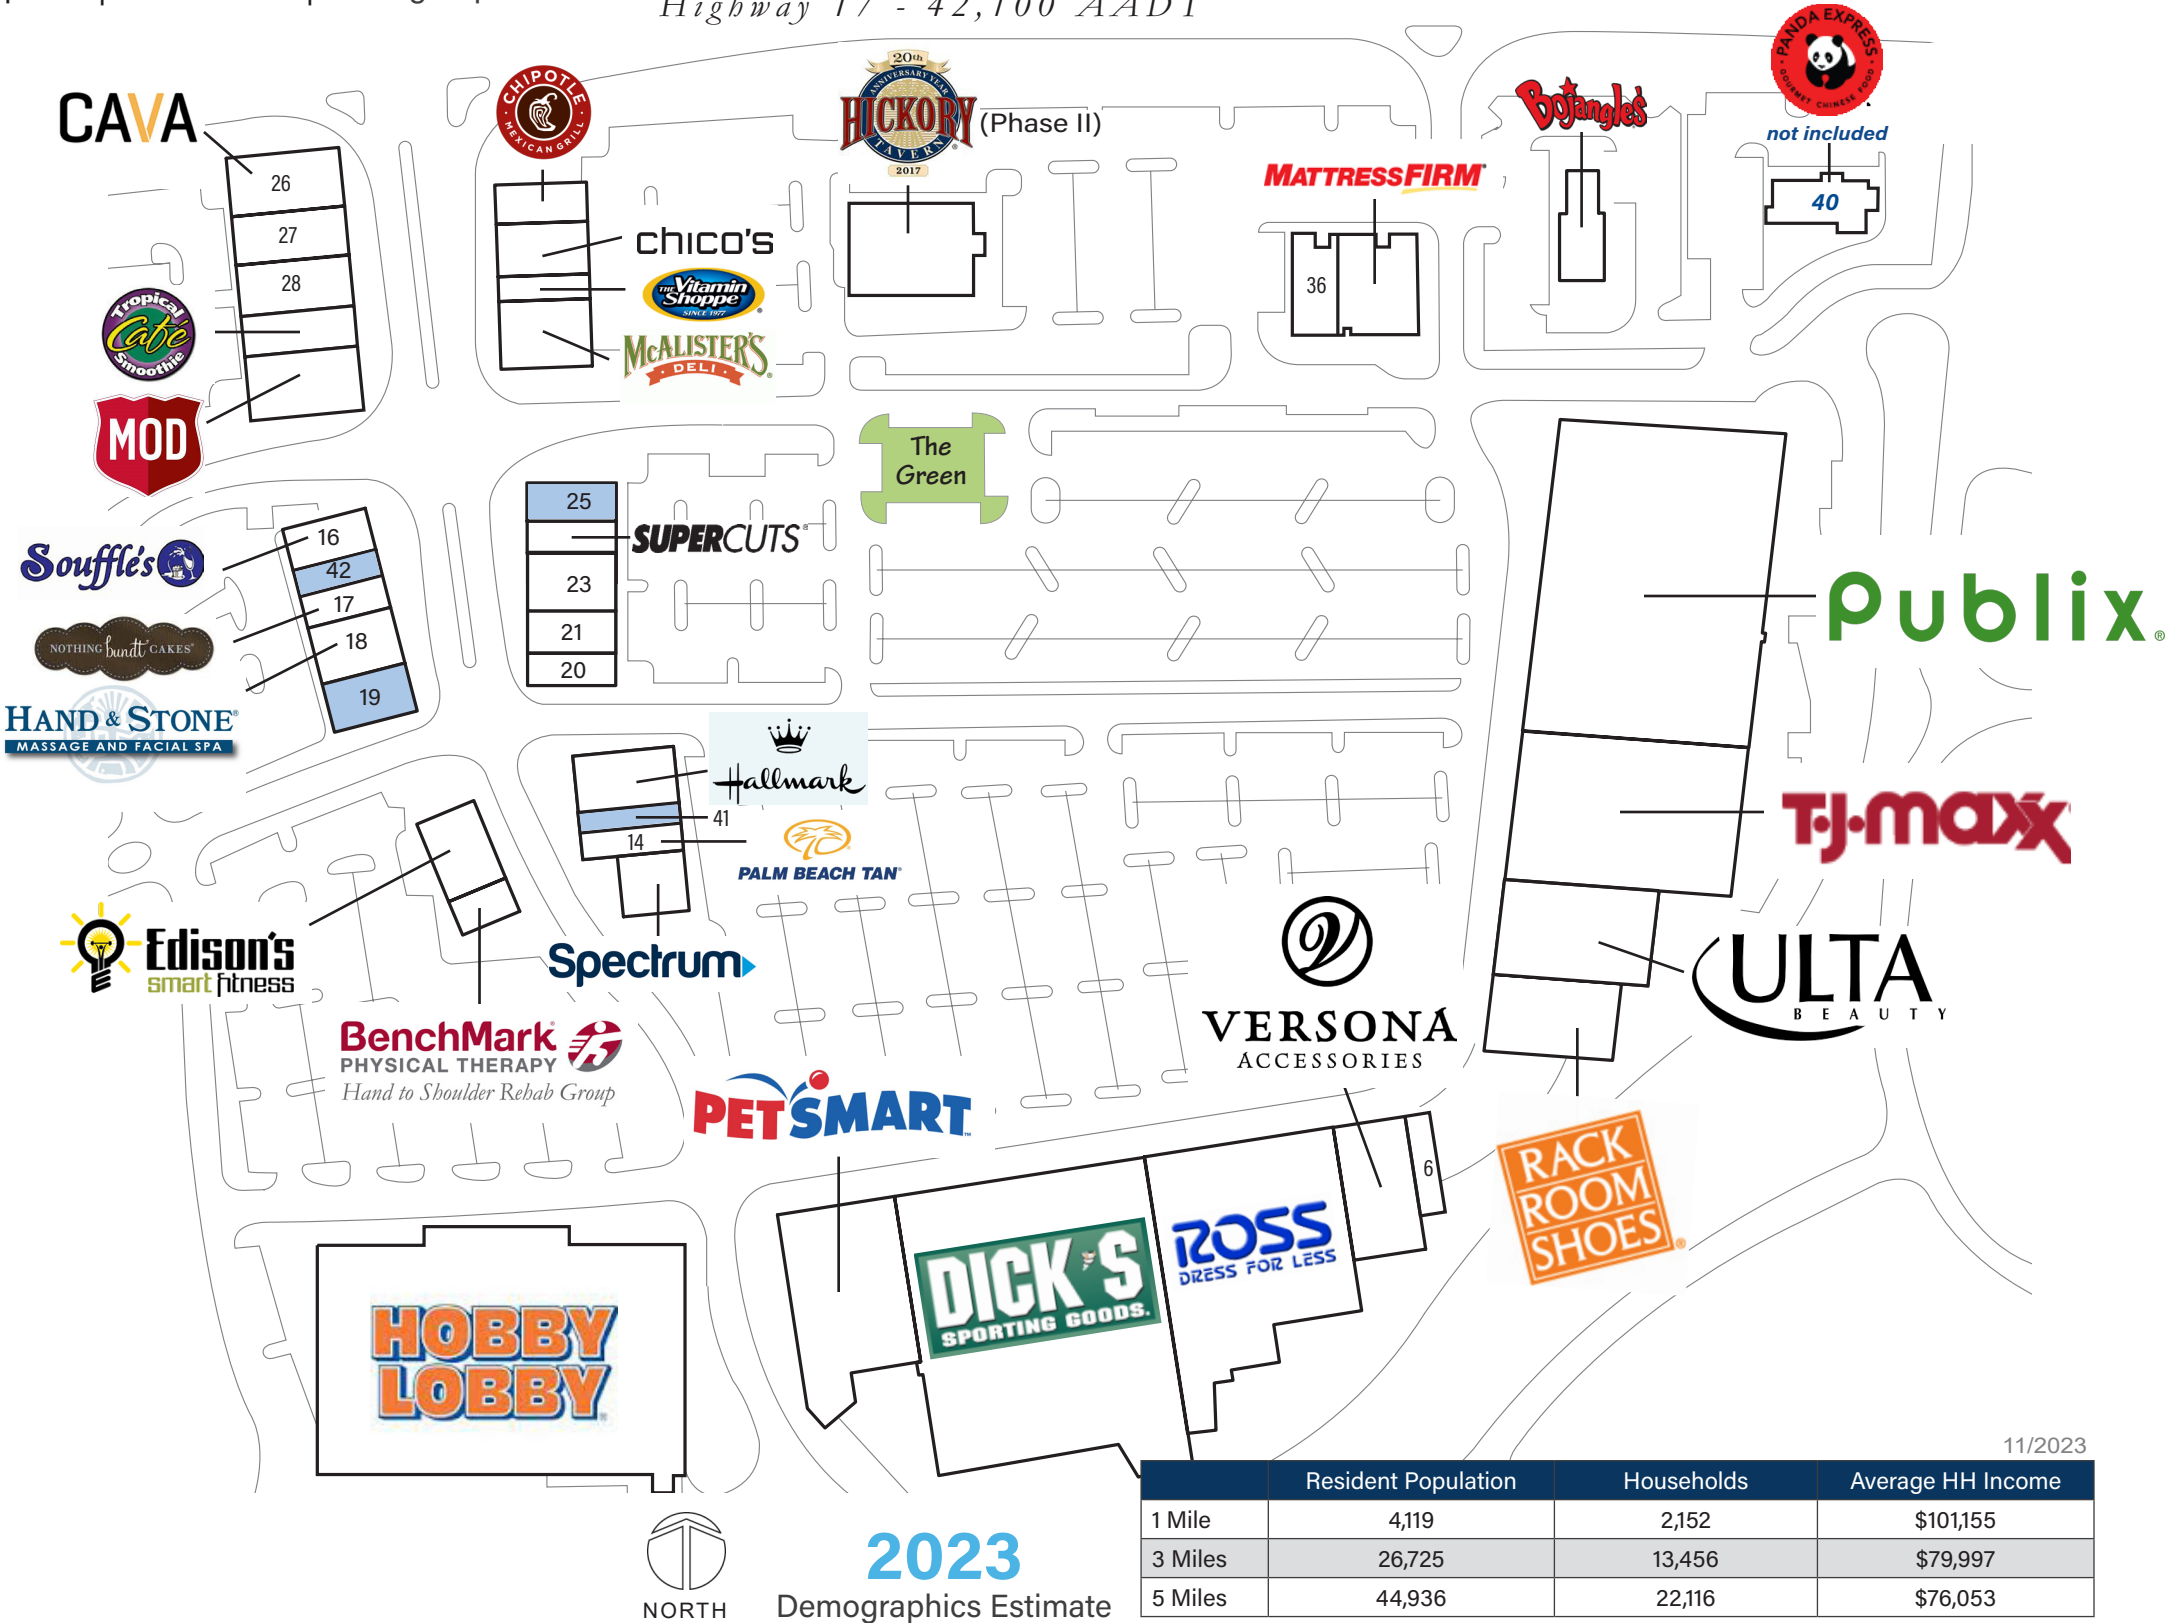 Highway 17 - 42,100 AADT
CAVA
CHIPOTLE
MEXICAN GRILL
20th
ANNIVERSARY YEAR
HICKORY
TAVERN
2017
(Phase II)
MATTRESSFIRM
Bojangles'
PANDA EXPRESS
GOURMET CHINESE FOOD
not included
40
26
27
28
Tropical
Café
Smoothie
MOD
chico's
THE Vitamin
Shoppe
SINCE 1977
McALISTER'S
DELI
36
The
Green
25
SUPERCUTS
23
21
20
Soufflé's
16
42
17
18
19
NOTHING bundt CAKES
HAND & STONE
MASSAGE AND FACIAL SPA
Publix
Hallmark
41
14
PALM BEACH TAN
T·J·maxx
Edison's
smart fitness
Spectrum
ULTA
BEAUTY
VERSONA
ACCESSORIES
BenchMark
PHYSICAL THERAPY
Hand to Shoulder Rehab Group
PETSMART
RACK
ROOM
SHOES
6
DICK'S
SPORTING GOODS.
ROSS
DRESS FOR LESS
HOBBY
LOBBY
11/2023
NORTH
2023
Demographics Estimate
Resident Population Households Average HH Income
1 Mile 4,119 2,152 $101,155
3 Miles 26,725 13,456 $79,997
5 Miles 44,936 22,116 $76,053